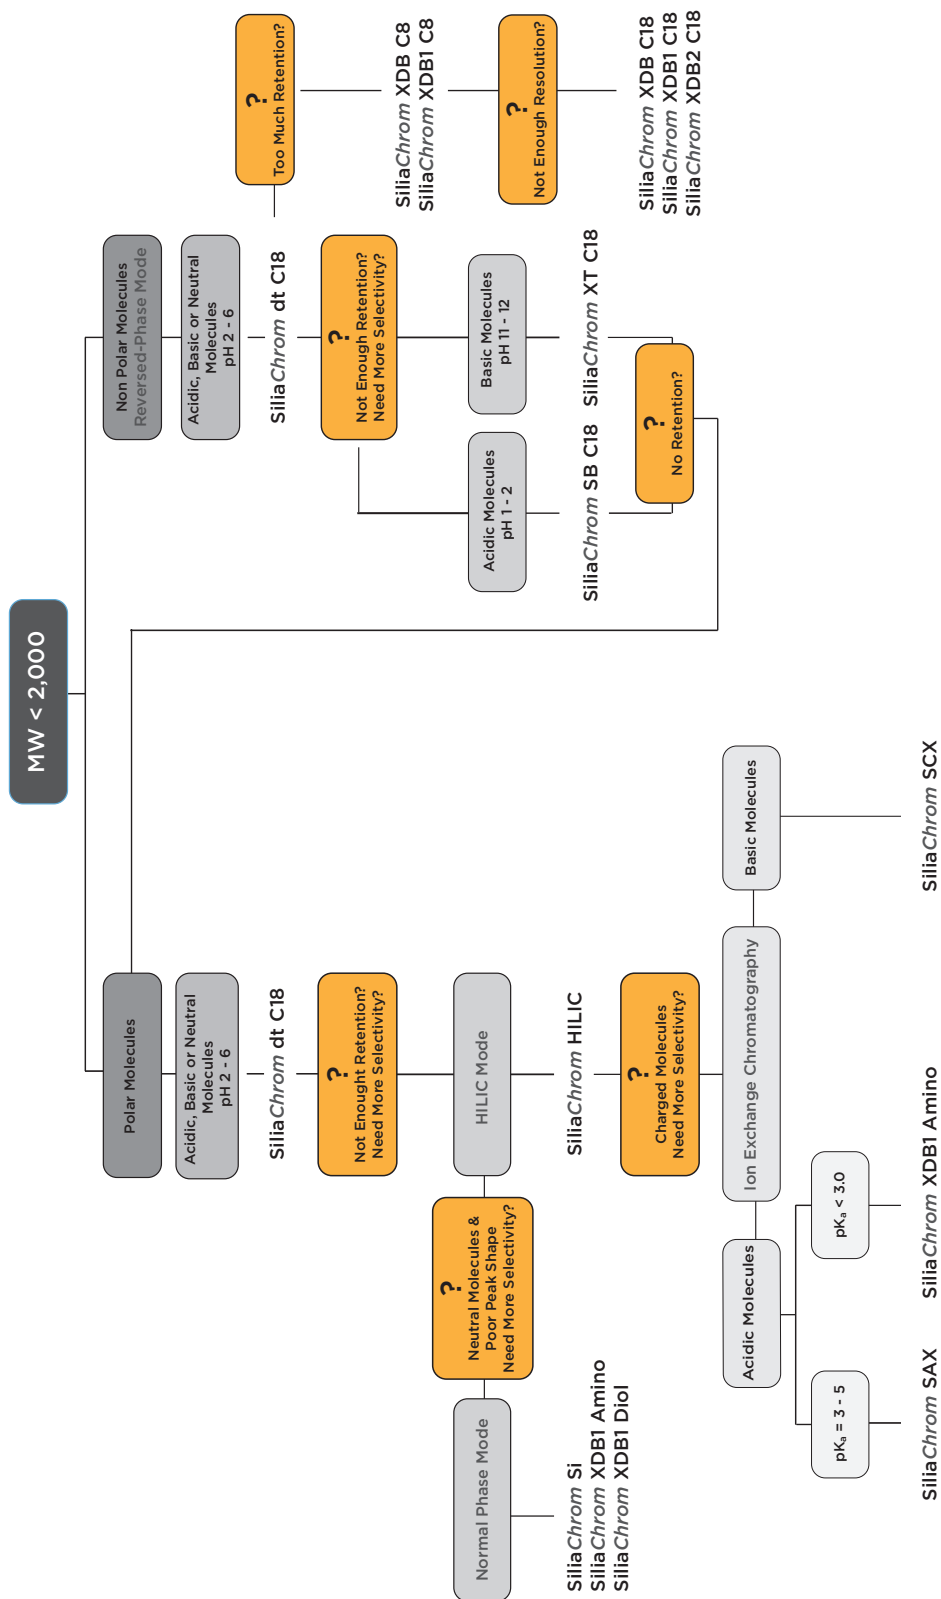 MW < 2,000
Polar Molecules
Acidic, Basic or Neutral
Molecules
pH 2 - 6
SiliaChrom dt C18
?
Not Enought Retention?
Need More Selectivity?
HILIC Mode
?
Neutral Molecules &
Poor Peak Shape
Need More Selectivity?
Normal Phase Mode
SiliaChrom Si
SiliaChrom XDB1 Amino
SiliaChrom XDB1 Diol
SiliaChrom HILIC
?
Charged Molecules
Need More Selectivity?
Ion Exchange Chromatography
Acidic Molecules
pKa = 3 - 5
SiliaChrom SAX
pKa < 3.0
SiliaChrom XDB1 Amino
Basic Molecules
SiliaChrom SCX
Non Polar Molecules
Reversed-Phase Mode
Acidic, Basic or Neutral
Molecules
pH 2 - 6
SiliaChrom dt C18
?
Not Enough Retention?
Need More Selectivity?
Acidic Molecules
pH 1 - 2
SiliaChrom SB C18
Basic Molecules
pH 11 - 12
SiliaChrom XT C18
?
No Retention?
?
Too Much Retention?
SiliaChrom XDB C8
SiliaChrom XDB1 C8
?
Not Enough Resolution?
SiliaChrom XDB C18
SiliaChrom XDB1 C18
SiliaChrom XDB2 C18